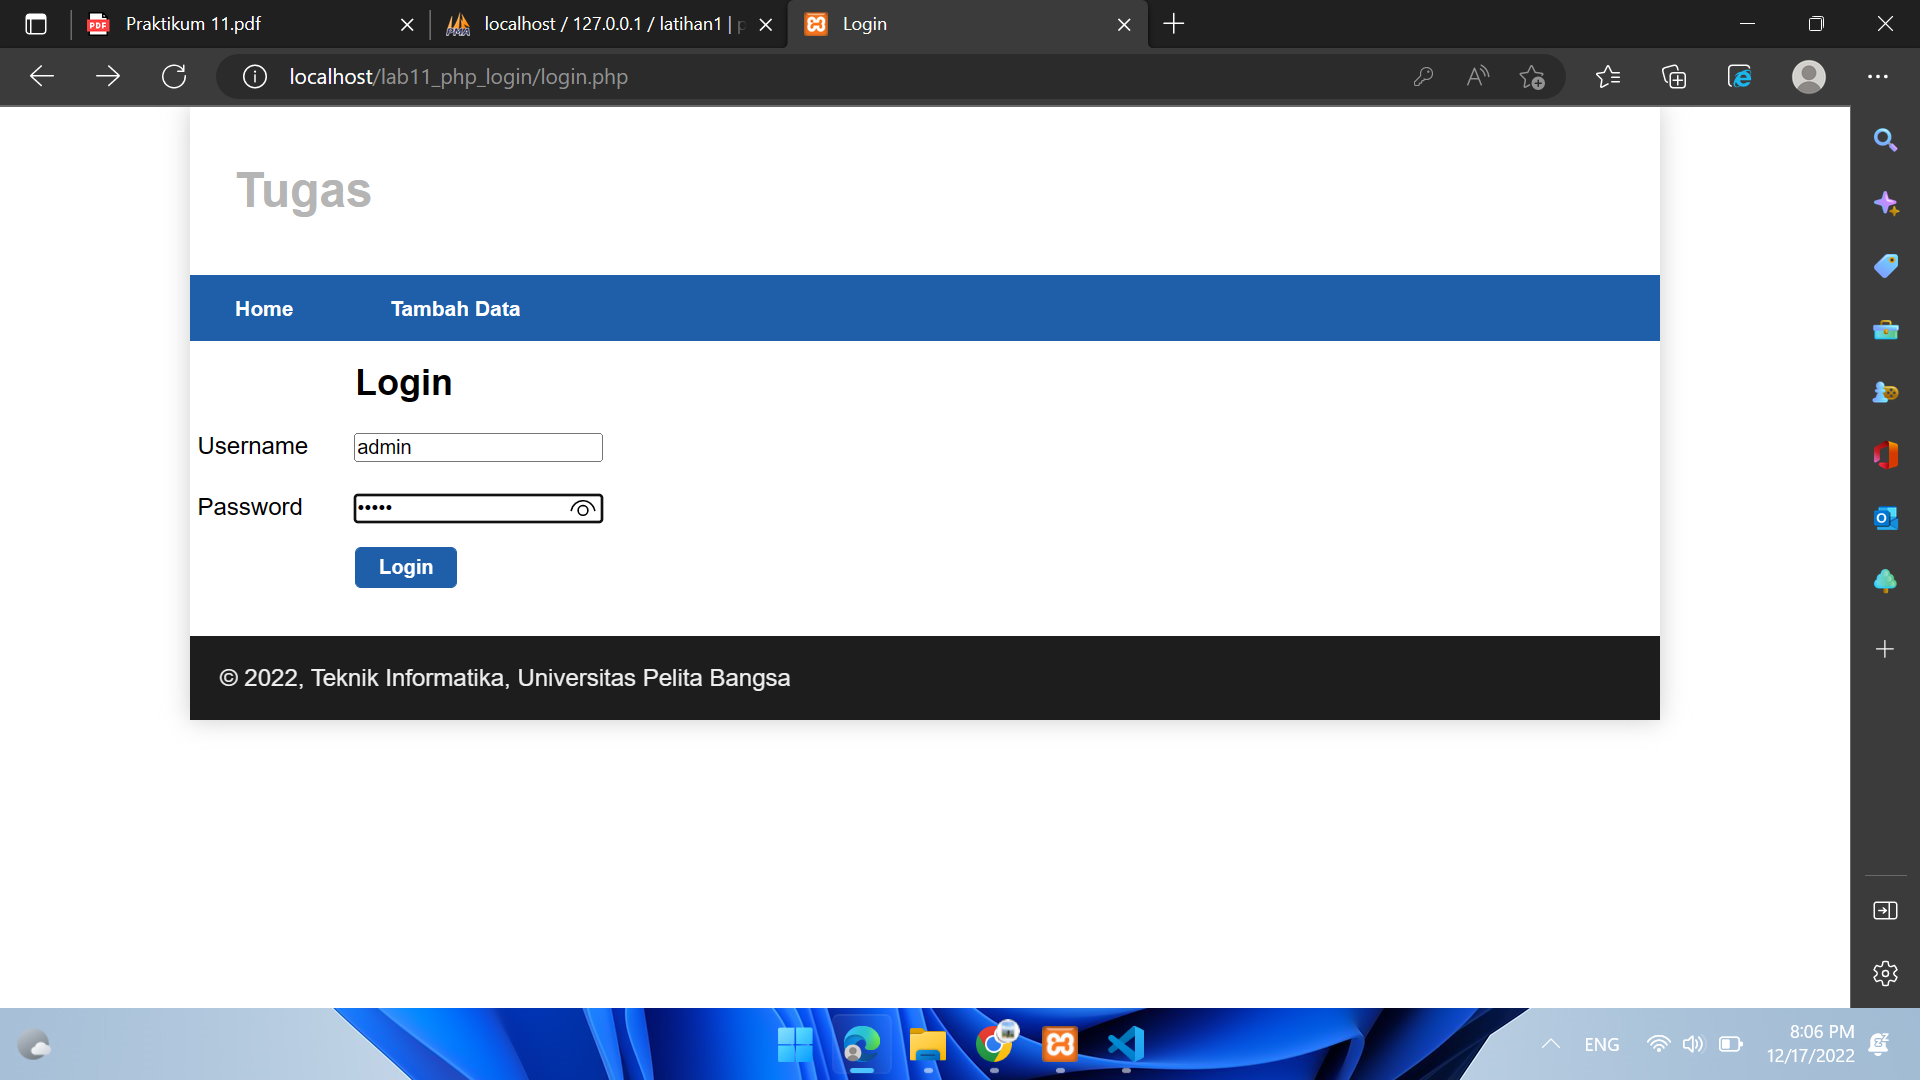 Praktikum 11.pdf
localhost / 127.0.0.1 / latihan1 | p
Login
localhost/lab11_php_login/login.php
Tugas
Home
Tambah Data
Login
Username
admin
Password
•••••
Login
© 2022, Teknik Informatika, Universitas Pelita Bangsa
ENG
8:06 PM
12/17/2022